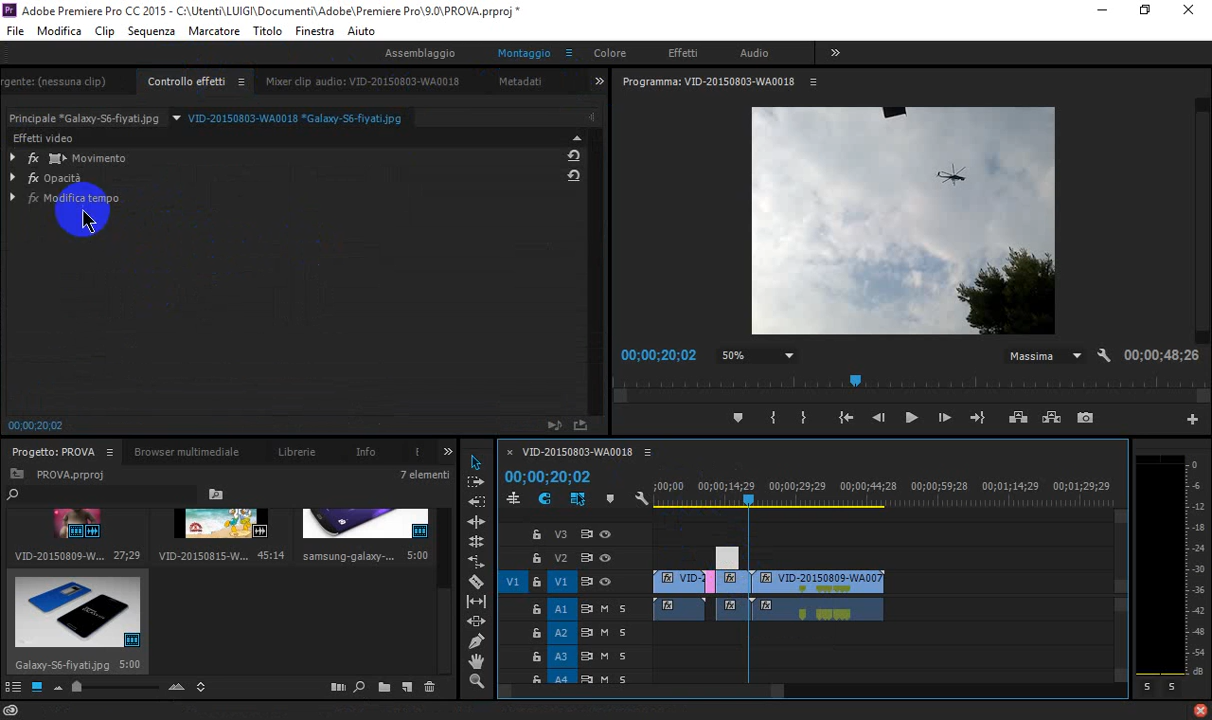 Adobe Premiere Pro CC 2015 - C:\Utenti\LUIGI\Documenti\Adobe\Premiere Pro\9.0\PROVA.prproj *
File Modifica Clip Sequenza Marcatore Titolo Finestra Aiuto
Assemblaggio Montaggio Colore Effetti Audio
rgente: (nessuna clip) Controllo effetti Mixer clip audio: VID-20150803-WA0018 Metadati
Programma: VID-20150803-WA0018
Principale *Galaxy-S6-fiyati.jpg VID-20150803-WA0018 *Galaxy-S6-fiyati.jpg
Effetti video
fx Movimento
fx Opacità
fx Modifica tempo
00;00;20;02 50% Massima 00;00;48;26
00;00;20;02
Progetto: PROVA Browser multimediale Librerie Info E
PROVA.prproj 7 elementi
VID-20150809-W... 27;29 VID-20150815-W... 45:14 samsung-galaxy-... 5:00
Galaxy-S6-fiyati.jpg 5:00
VID-20150803-WA0018
00;00;20;02
;00;00 00;00;14;29 00;00;29;29 00;00;44;28 00;00;59;28 00;01;14;29 00;01;29;29
V3
V2
V1 V1 fx VID-2 fx fx VID-20150809-WA007
A1 M S fx fx fx
A2 M S
A3 M S
A4 M S
0
-6
-12
-18
-24
-30
-36
-42
-48
-54
dB
S S